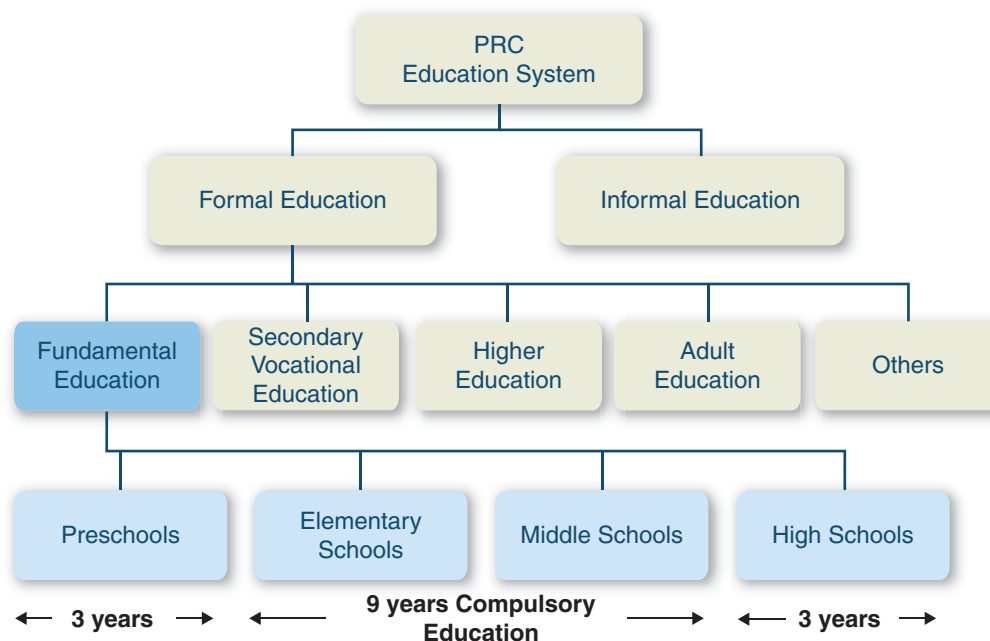 PRC
Education System
Formal Education
Informal Education
Fundamental
Education
Secondary
Vocational
Education
Higher
Education
Adult
Education
Others
Preschools
Elementary
Schools
Middle Schools
High Schools
3 years
9 years Compulsory
Education
3 years